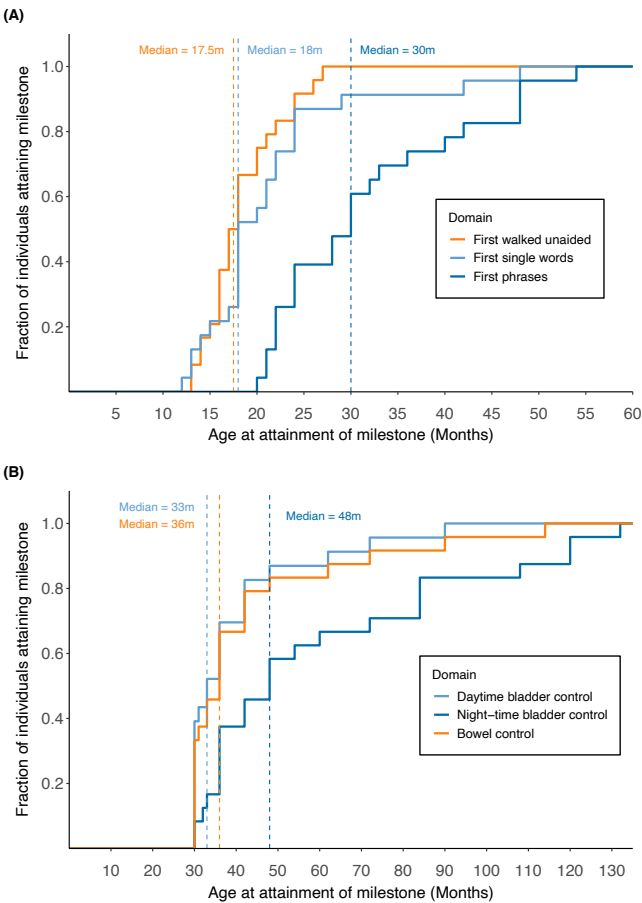 (A)
Median = 17.5m
Median = 18m
Median = 30m
1.0
0.8
0.6
0.4
0.2
Fraction of individuals attaining milestone
Domain
First walked unaided
First single words
First phrases
5 10 15 20 25 30 35 40 45 50 55 60
Age at attainment of milestone (Months)
(B)
Median = 33m
Median = 36m
Median = 48m
1.0
0.8
0.6
0.4
0.2
Fraction of individuals attaining milestone
Domain
Daytime bladder control
Night−time bladder control
Bowel control
10 20 30 40 50 60 70 80 90 100 110 120 130
Age at attainment of milestone (Months)